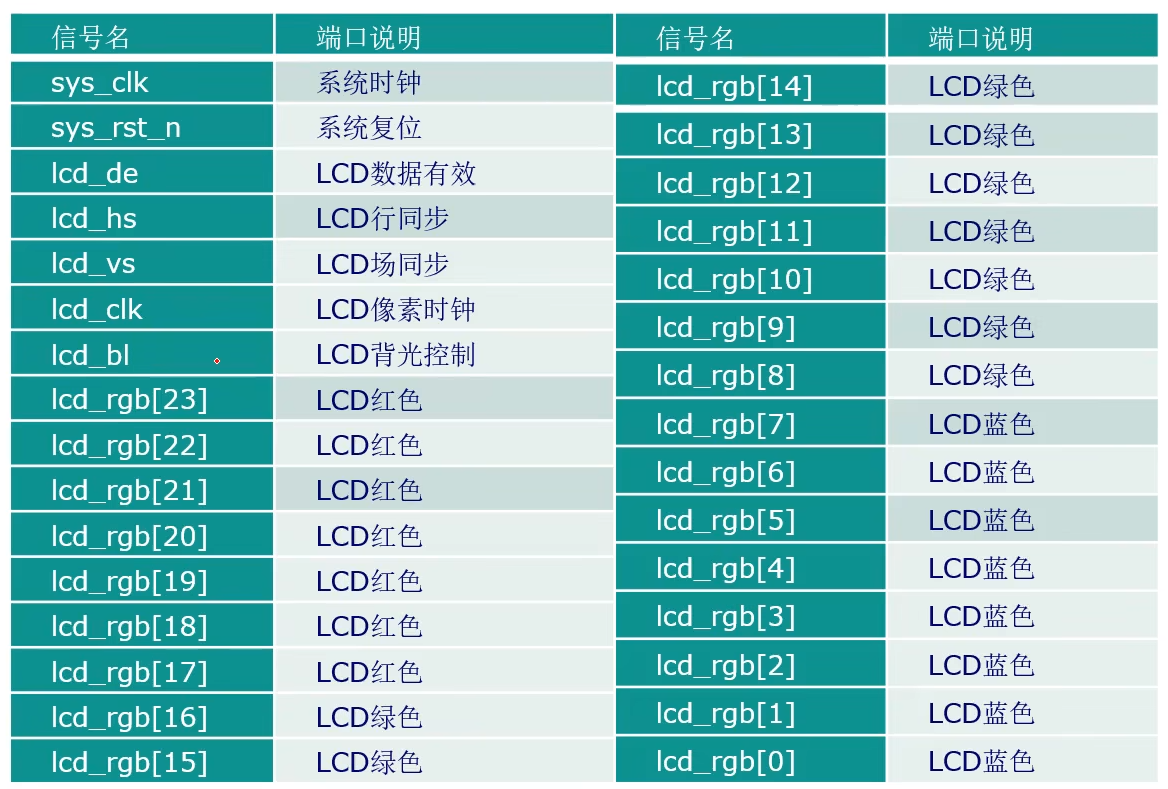 信号名 端口说明
sys_clk 系统时钟
sys_rst_n 系统复位
lcd_de LCD数据有效
lcd_hs LCD行同步
lcd_vs LCD场同步
lcd_clk LCD像素时钟
lcd_bl LCD背光控制
lcd_rgb[23] LCD红色
lcd_rgb[22] LCD红色
lcd_rgb[21] LCD红色
lcd_rgb[20] LCD红色
lcd_rgb[19] LCD红色
lcd_rgb[18] LCD红色
lcd_rgb[17] LCD红色
lcd_rgb[16] LCD绿色
lcd_rgb[15] LCD绿色
信号名 端口说明
lcd_rgb[14] LCD绿色
lcd_rgb[13] LCD绿色
lcd_rgb[12] LCD绿色
lcd_rgb[11] LCD绿色
lcd_rgb[10] LCD绿色
lcd_rgb[9] LCD绿色
lcd_rgb[8] LCD绿色
lcd_rgb[7] LCD蓝色
lcd_rgb[6] LCD蓝色
lcd_rgb[5] LCD蓝色
lcd_rgb[4] LCD蓝色
lcd_rgb[3] LCD蓝色
lcd_rgb[2] LCD蓝色
lcd_rgb[1] LCD蓝色
lcd_rgb[0] LCD蓝色